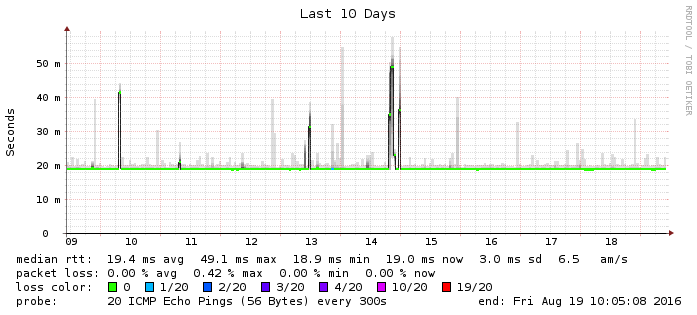 Last 10 Days
RRDTOOL / TOBI OETIKER
Seconds
50 m
40 m
30 m
20 m
10 m
0
09 10 11 12 13 14 15 16 17 18
median rtt: 19.4 ms avg 49.1 ms max 18.9 ms min 19.0 ms now 3.0 ms sd 6.5 am/s
packet loss: 0.00 % avg 0.42 % max 0.00 % min 0.00 % now
loss color: 0 1/20 2/20 3/20 4/20 10/20 19/20
probe: 20 ICMP Echo Pings (56 Bytes) every 300s end: Fri Aug 19 10:05:08 2016